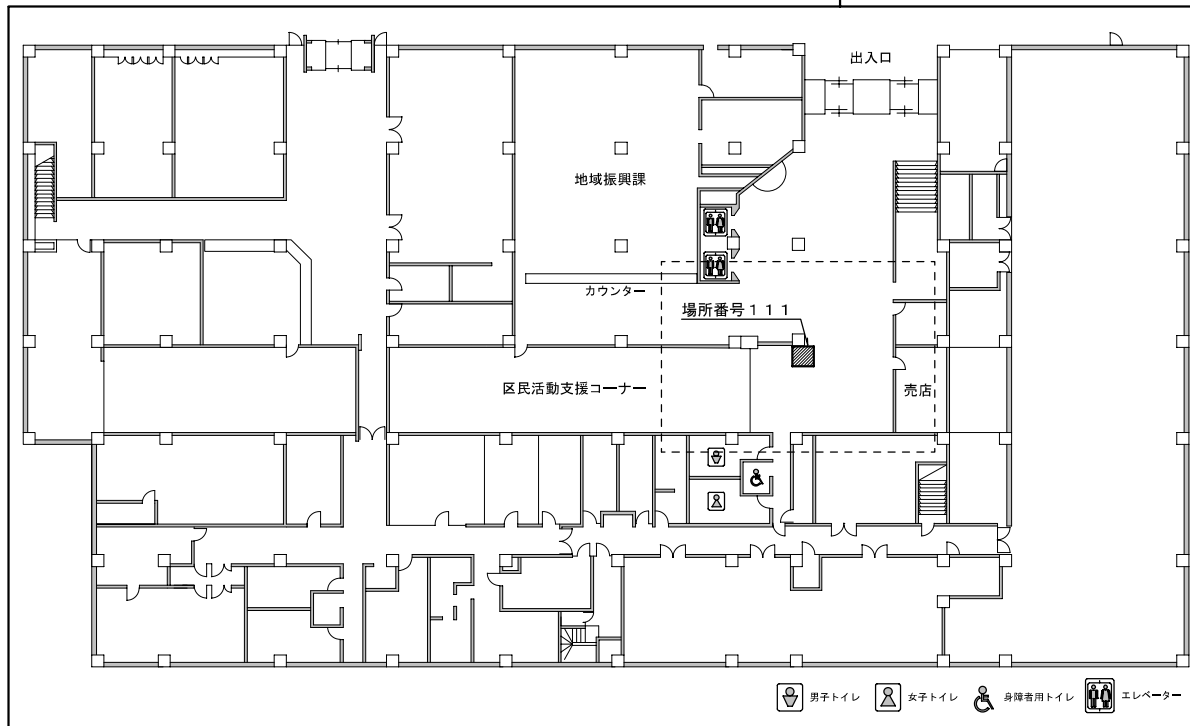 出入口
地域振興課
カウンター
場所番号１１１
区民活動支援コーナー
売店
男子トイレ
女子トイレ
身障者用トイレ
エレベーター